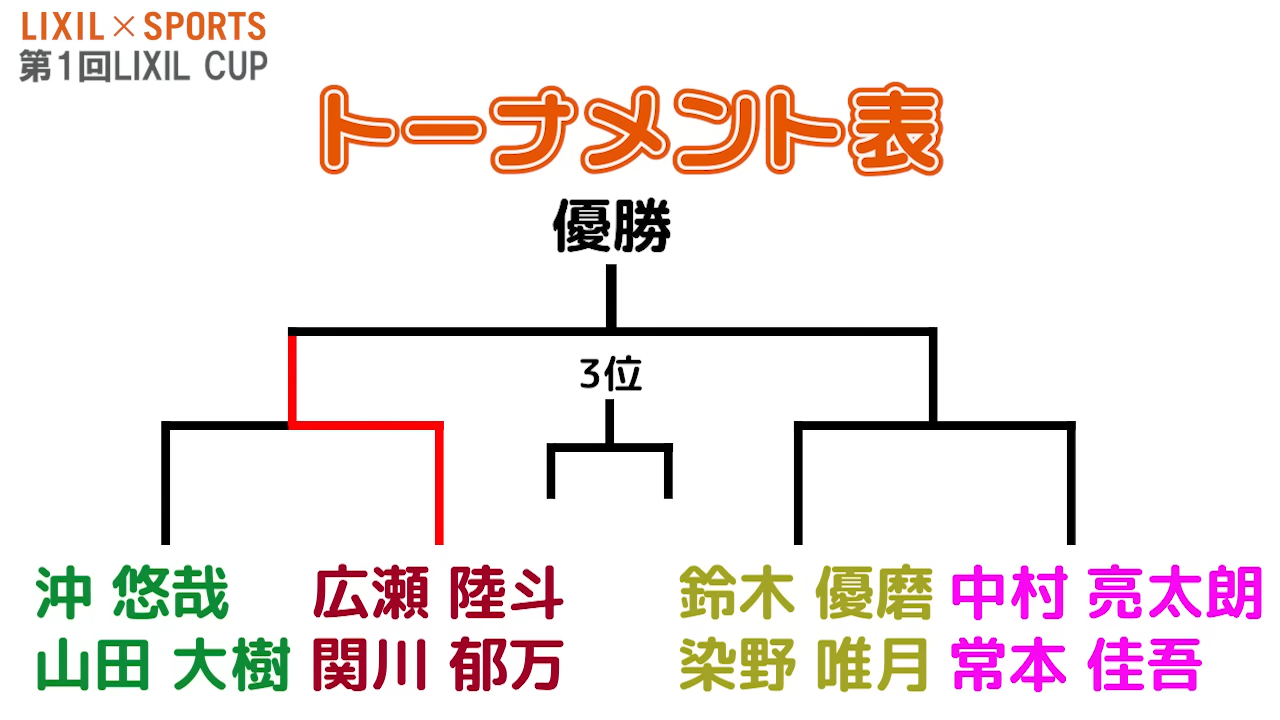 LIXIL×SPORTS
第1回LIXIL CUP
トーナメント表
優勝
3位
沖 悠哉
山田 大樹
広瀬 陸斗
関川 郁万
鈴木 優磨
染野 唯月
中村 亮太朗
常本 佳吾